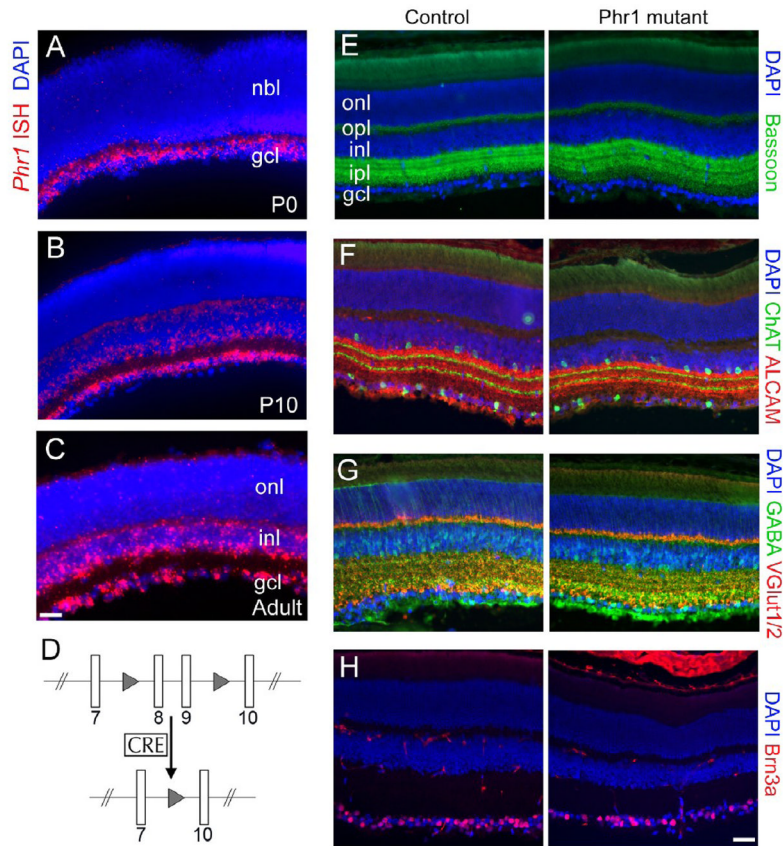 Control
Phr1 mutant
Phr1 ISH DAPI
A
nbl
gcl
P0
B
P10
C
onl
inl
gcl
Adult
D
7
8
9
10
CRE
7
10
E
onl
opl
inl
ipl
gcl
DAPI Bassoon
F
DAPI ChAT ALCAM
G
DAPI GABA VGlut1/2
H
DAPI Brn3a